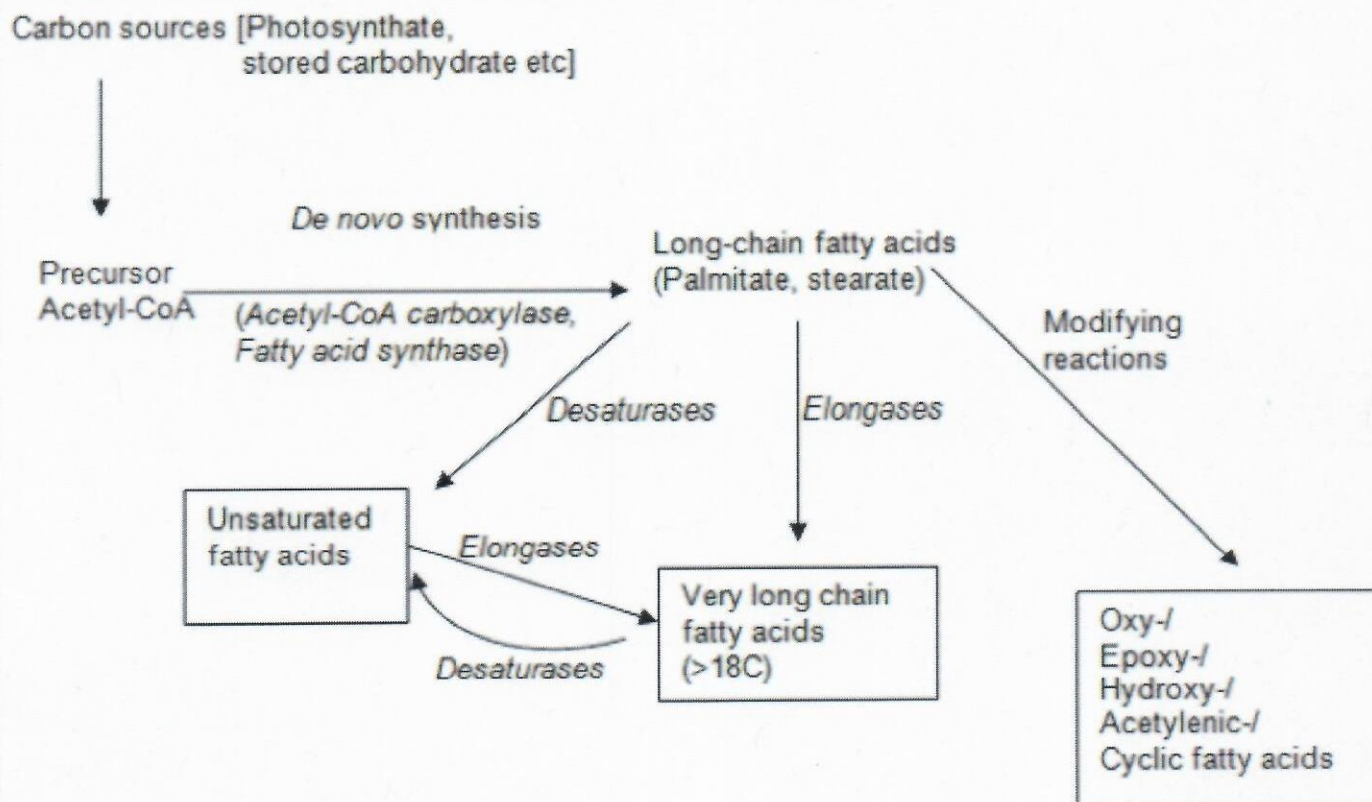 Carbon sources [Photosynthate,
stored carbohydrate etc]
De novo synthesis
Precursor
Acetyl-CoA
(Acetyl-CoA carboxylase,
Fatty acid synthase)
Long-chain fatty acids
(Palmitate, stearate)
Modifying
reactions
Desaturases
Elongases
Unsaturated
fatty acids
Elongases
Desaturases
Very long chain
fatty acids
(>18C)
Oxy-/
Epoxy-/
Hydroxy-/
Acetylenic-/
Cyclic fatty acids